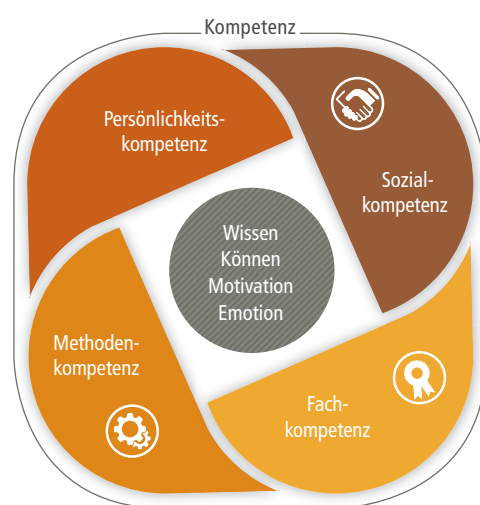 Kompetenz
Persönlichkeits-
kompetenz
Sozial-
kompetenz
Wissen
Können
Motivation
Emotion
Methoden-
kompetenz
Fach-
kompetenz